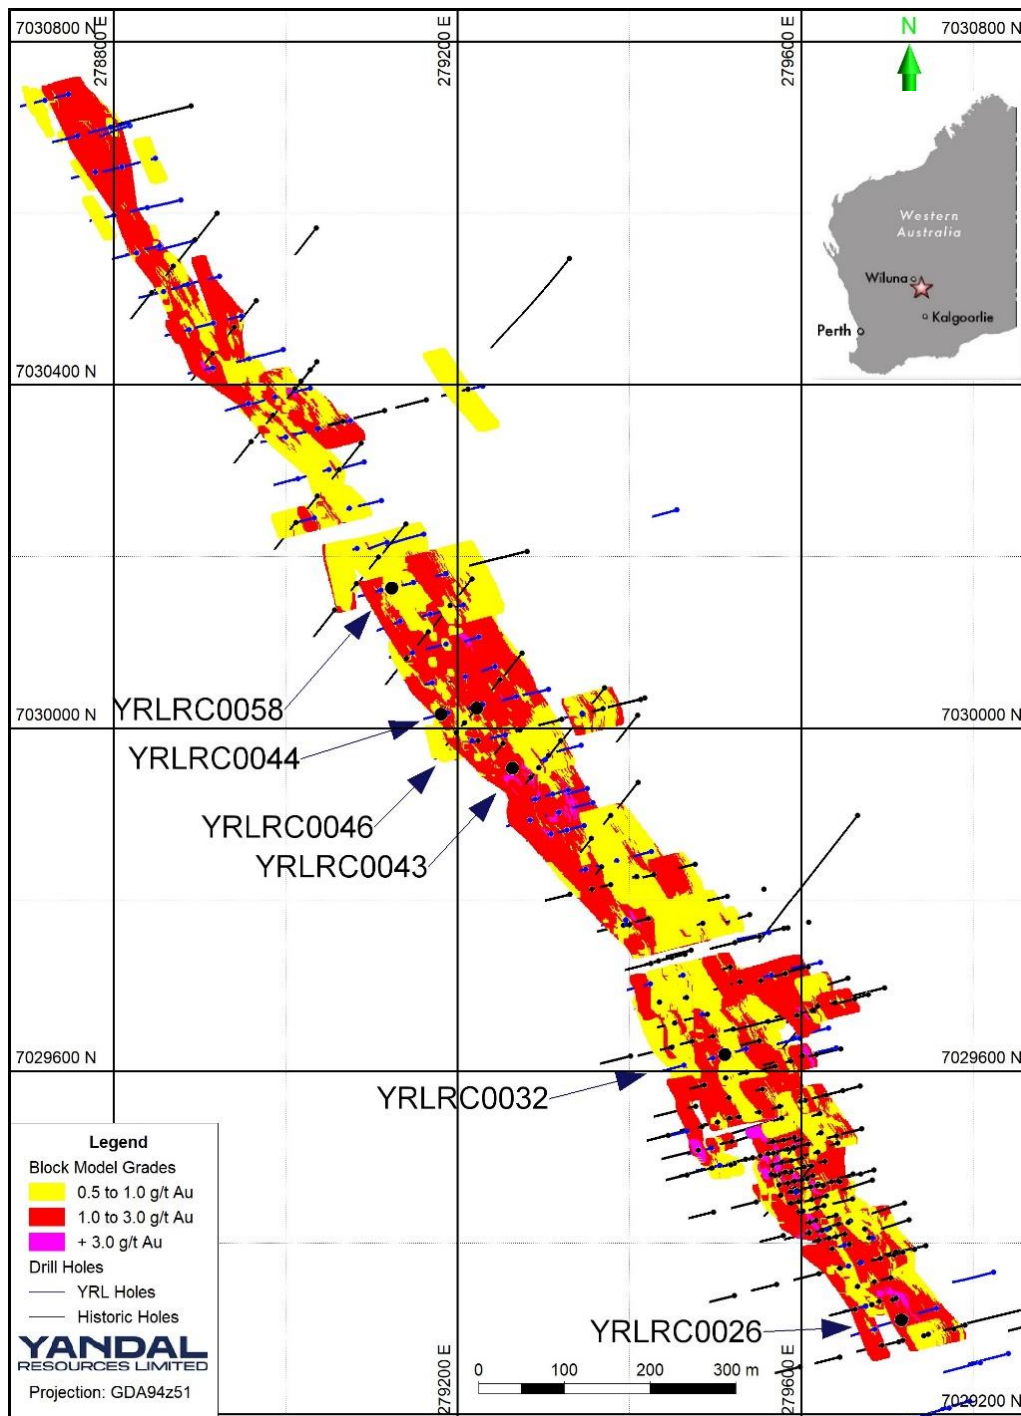 7030800 N
278800 E
279200 E
279600 E
7030800 N
N
Western
Australia
Wiluna
Kalgoorlie
Perth
7030400 N
7030400 N
YRLRC0058
7030000 N
7030000 N
YRLRC0044
YRLRC0046
YRLRC0043
7029600 N
7029600 N
YRLRC0032
Legend
Block Model Grades
0.5 to 1.0 g/t Au
1.0 to 3.0 g/t Au
+ 3.0 g/t Au
Drill Holes
YRL Holes
Historic Holes
YANDAL
RESOURCES LIMITED
Projection: GDA94z51
YRLRC0026
0 100 200 300 m
279200 E
279600 E
7029200 N